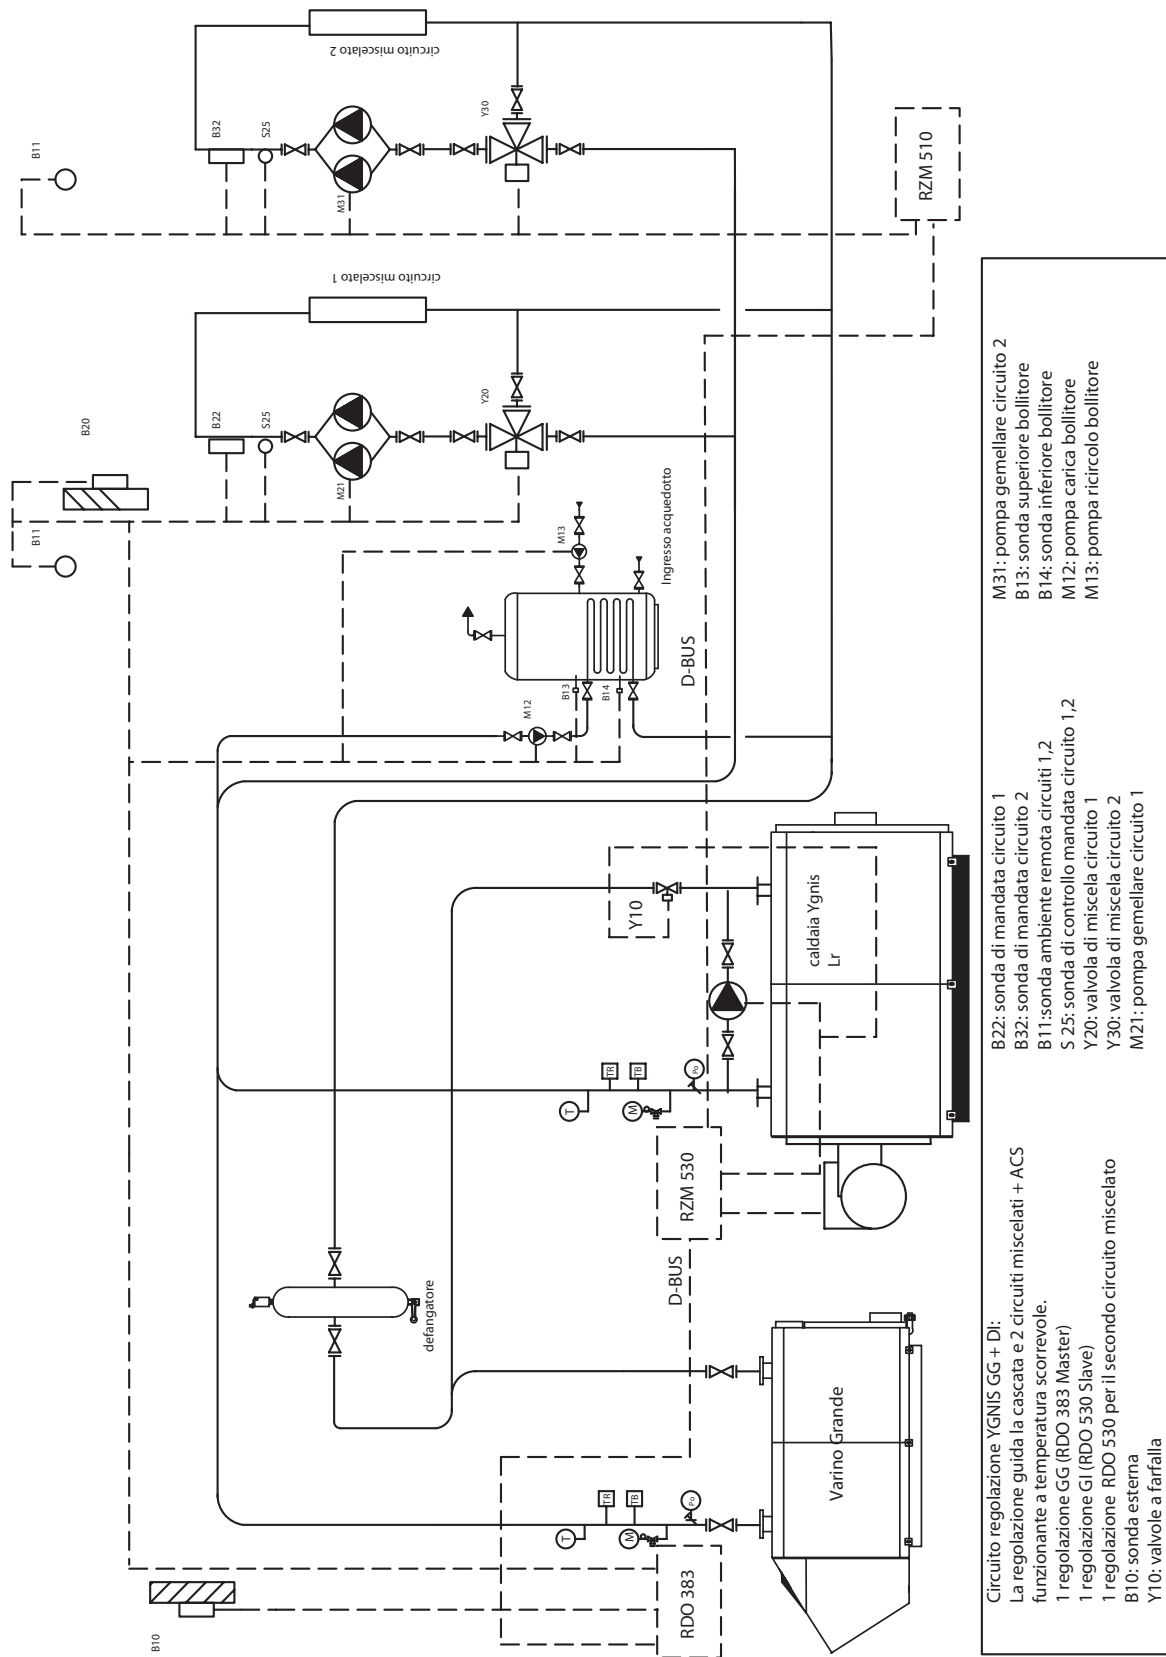 B11
B32
S25
M31
Y30
circuito miscelato 2
RZM 510
B20
B11
B22
S25
M21
Y20
circuito miscelato 1
M13
Ingresso acquedotto
M12
B13
B14
D-BUS
Y10
caldaia Ygnis
Lr
T
TR
TB
M
Po
RZM 530
D-BUS
defangatore
T
TR
TB
M
Po
Varino Grande
B10
RDO 383
Circuito regolazione YGNIS GG + DI:
La regolazione guida la cascata e 2 circuiti miscelati + ACS
funzionante a temperatura scorrevole.
1 regolazione GG (RDO 383 Master)
1 regolazione GI (RDO 530 Slave)
1 regolazione RDO 530 per il secondo circuito miscelato
B10: sonda esterna
Y10: valvole a farfalla
B22: sonda di mandata circuito 1
B32: sonda di mandata circuito 2
B11:sonda ambiente remota circuiti 1,2
S 25: sonda di controllo mandata circuito 1,2
Y20: valvola di miscela circuito 1
Y30: valvola di miscela circuito 2
M21: pompa gemellare circuito 1
M31: pompa gemellare circuito 2
B13: sonda superiore bollitore
B14: sonda inferiore bollitore
M12: pompa carica bollitore
M13: pompa ricircolo bollitore